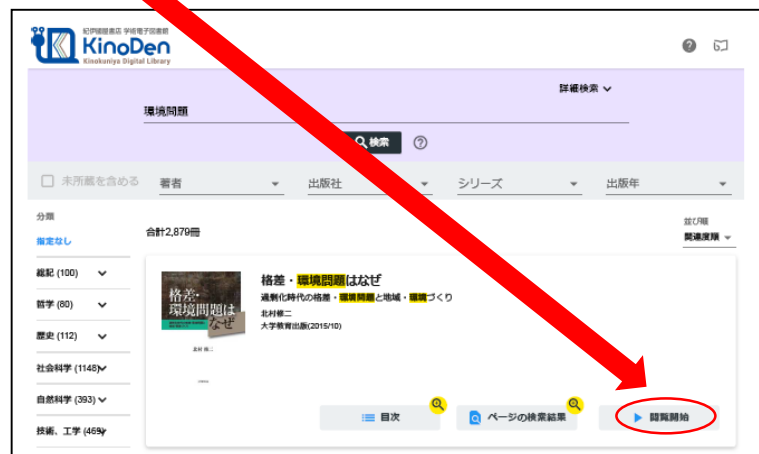 紀伊國屋書店 学術電子図書館
KinoDen
Kinokuniya Digital Library
詳細検索
環境問題
検索
未所蔵を含める
著者
出版社
シリーズ
出版年
分類
指定なし
合計2,879冊
並び順
関連度順
総記 (100)
哲学 (80)
歴史 (112)
社会科学 (1148)
自然科学 (393)
技術、工学 (469)
格差・
環境問題は
なぜ
北村 修二
格差・環境問題はなぜ
過剰化時代の格差・環境問題と地域・環境づくり
北村修二
大学教育出版(2015/10)
目次
ページの検索結果
閲覧開始